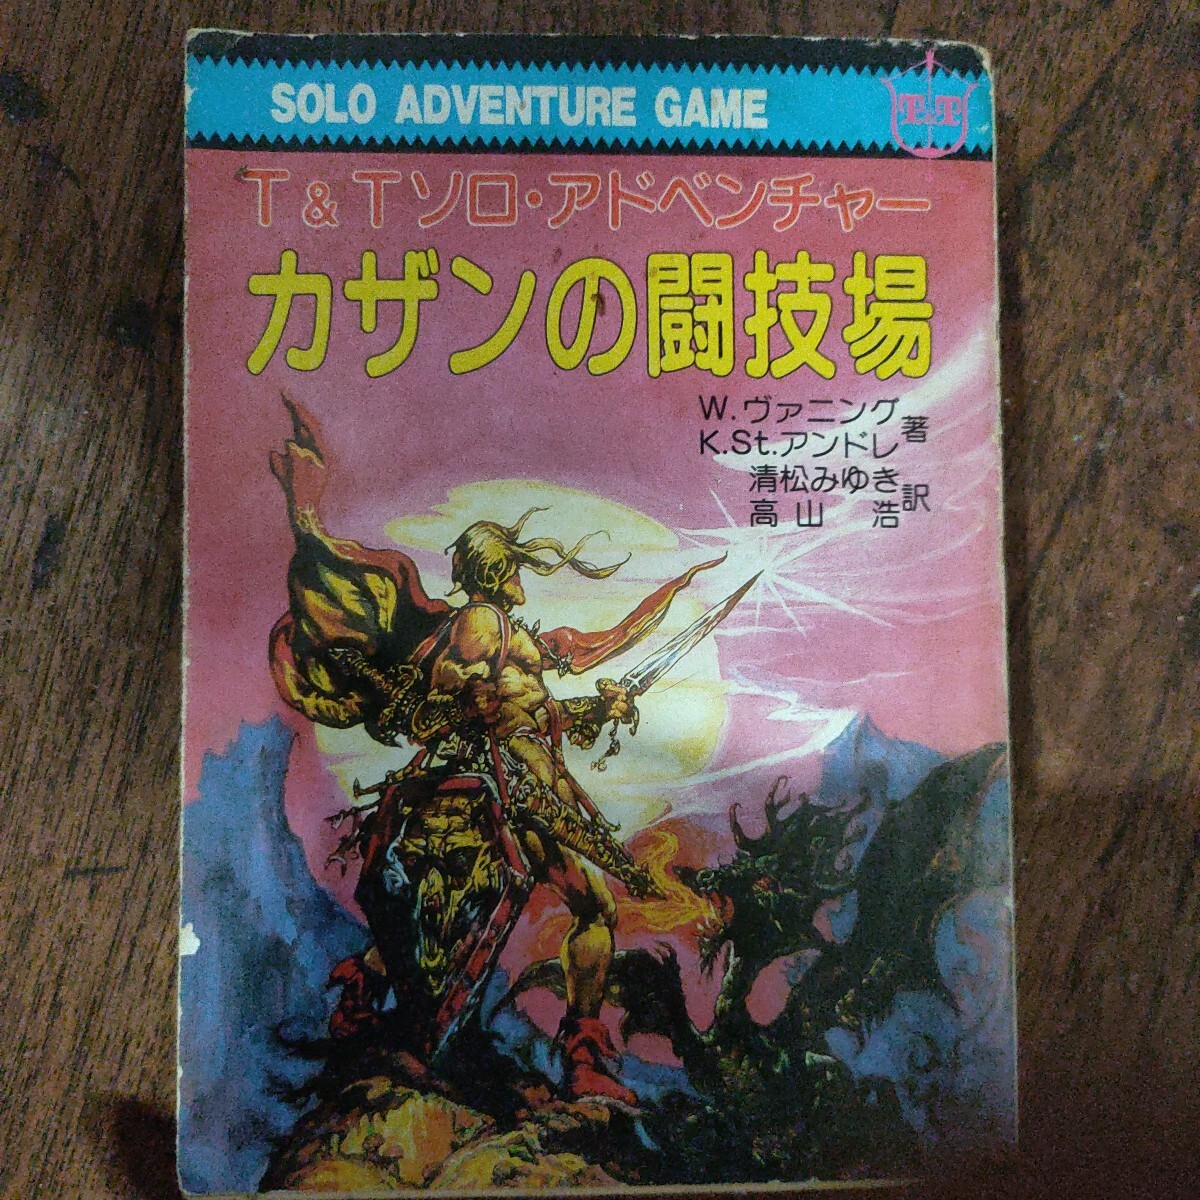 SOLO ADVENTURE GAME
T&T
T&Tソロ・アドベンチャー
カザンの闘技場
W.ヴァニング
K.St.アンドレ 著
清松みゆき
高山 浩 訳